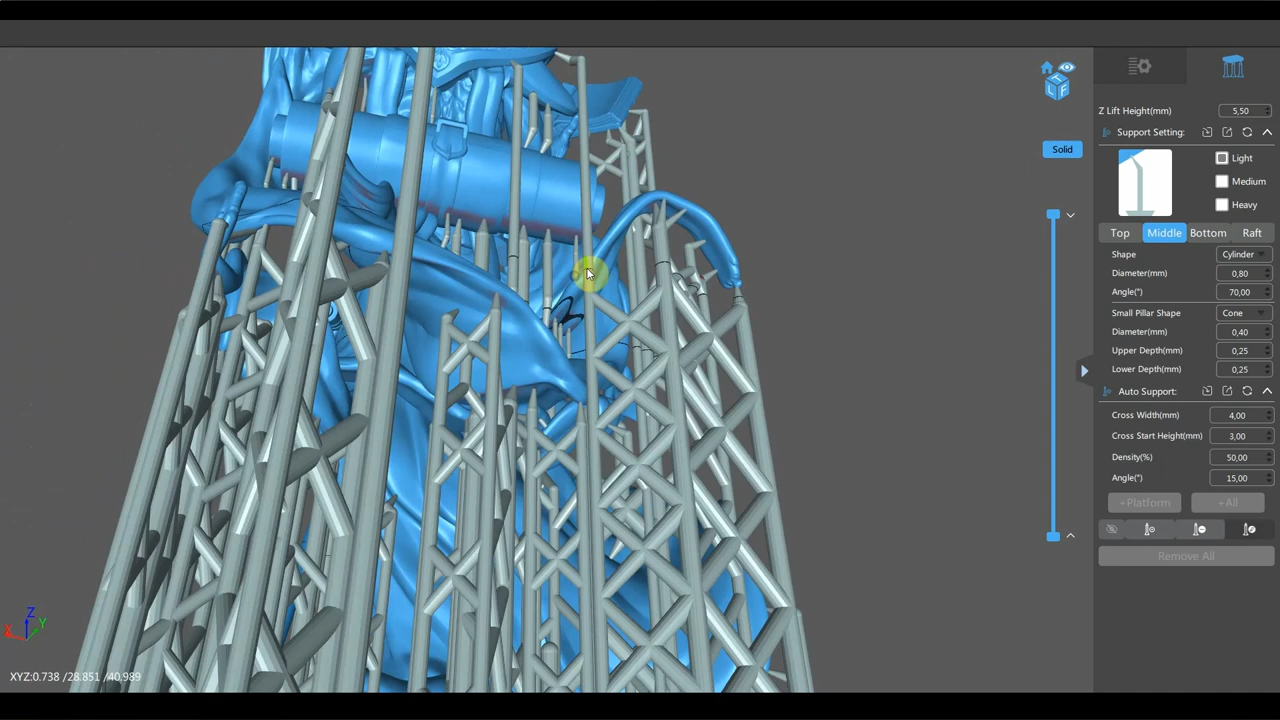 Z Lift Height(mm) 5,50
Support Setting:
Solid
Light
Medium
Heavy
Top Middle Bottom Raft
Shape Cylinder
Diameter(mm) 0,80
Angle(°) 70,00
Small Pillar Shape Cone
Diameter(mm) 0,40
Upper Depth(mm) 0,25
Lower Depth(mm) 0,25
Auto Support:
Cross Width(mm) 4,00
Cross Start Height(mm) 3,00
Density(%) 50,00
Angle(°) 15,00
+Platform +All
Remove All
T
L F
Z
X Y
XYZ:0.738 /28.851 /40.989